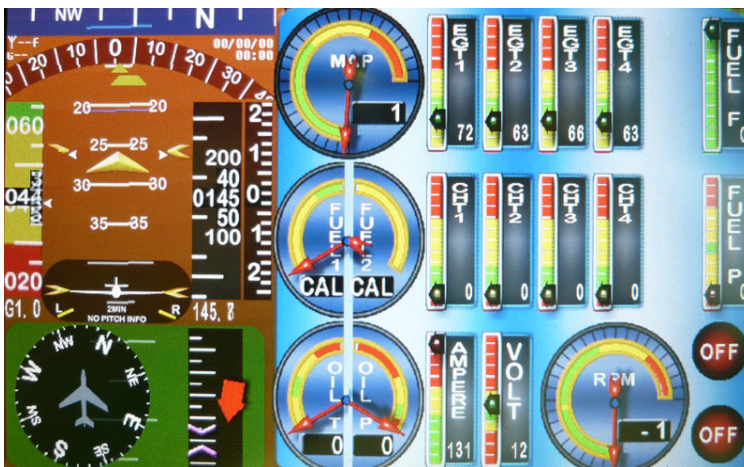 NW N
Y--F 00/00/00
G--- 00:00
20 10 0 10 20 30
20 20
25 25
30 30
35 35
060
04
020
G1.0
200
40
0145
50
100
145.8
2
1
0
1
2
L 2MIN R
NO PITCH INFO
N NE E SE S SW W NW
MAP
1
FUEL 1
CAL
FUEL 2
CAL
OIL T
0
OIL P
0
EGT1
72
EGT2
63
EGT3
66
EGT4
63
FUEL F
CHT1
0
CHT2
0
CHT3
0
CHT4
0
FUEL P
AMPERE
131
VOLT
12
RPM
-1
OFF
OFF